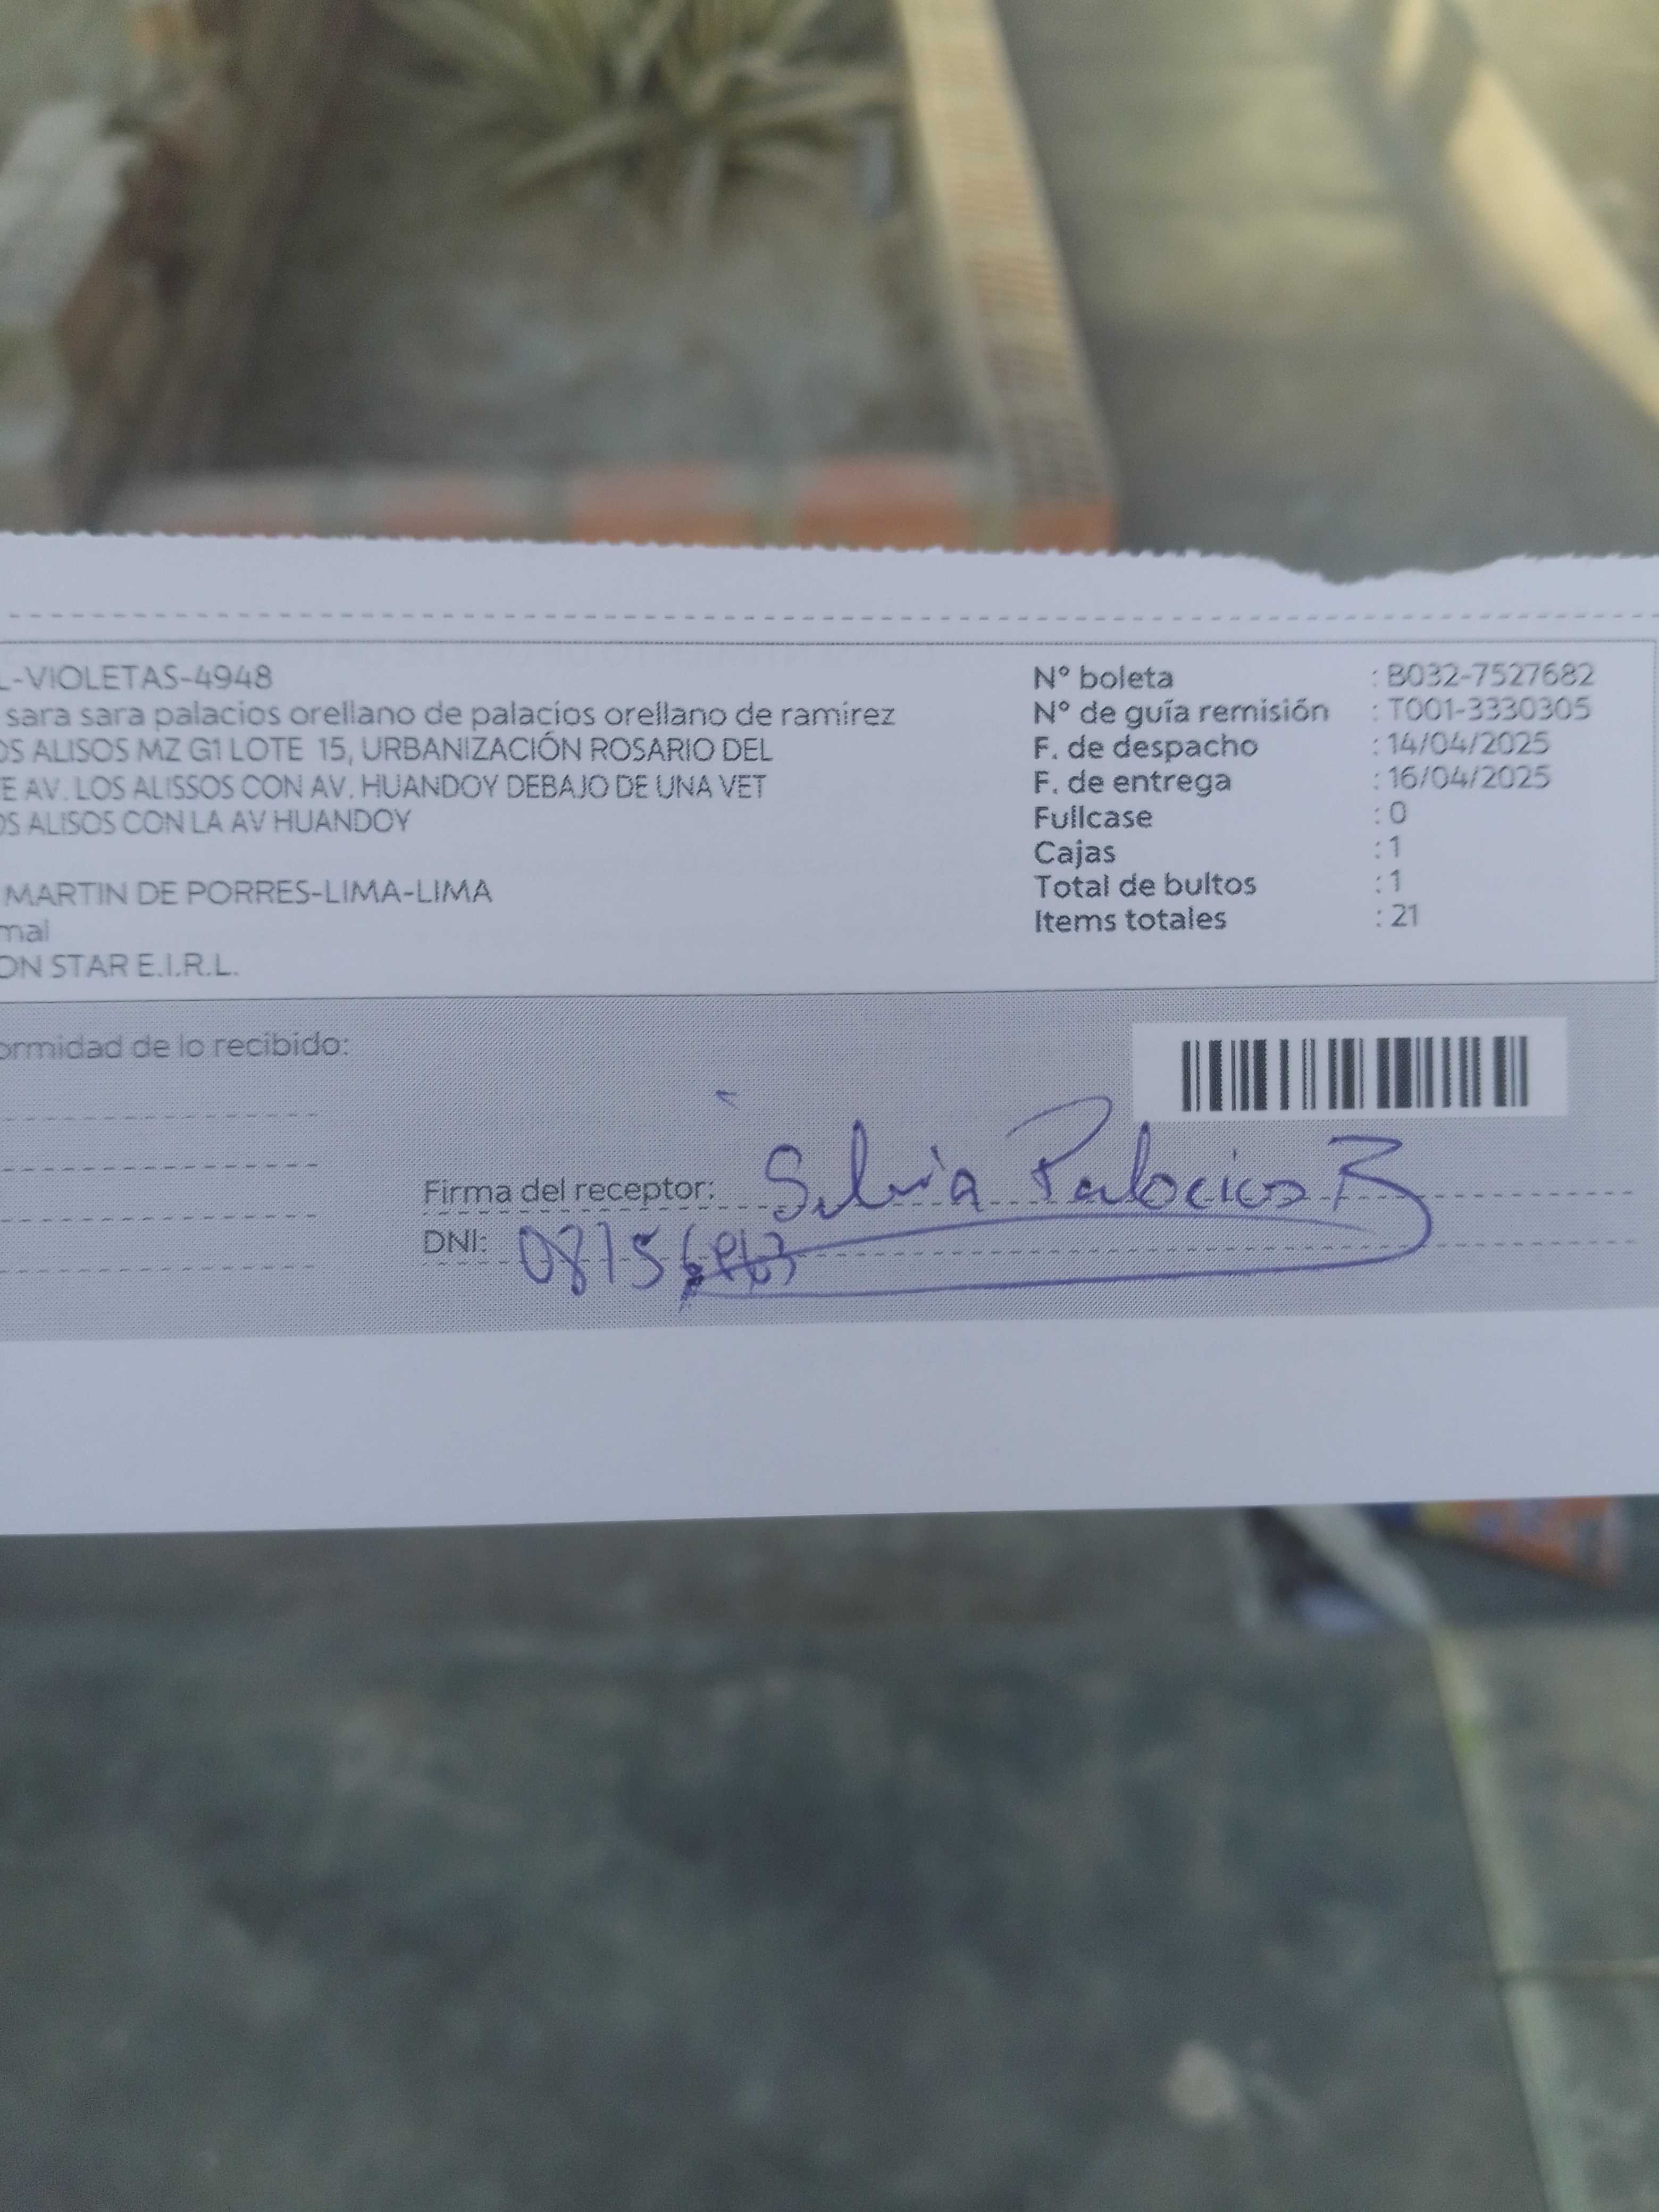 L-VIOLETAS-4948
sara sara palacios orellano de palacios orellano de ramirez
OS ALISOS MZ G1 LOTE 15, URBANIZACIÓN ROSARIO DEL
E AV. LOS ALISSOS CON AV. HUANDOY DEBAJO DE UNA VET
OS ALISOS CON LA AV HUANDOY
MARTIN DE PORRES-LIMA-LIMA
mal
ON STAR E.I.R.L.
N° boleta : B032-7527682
N° de guía remisión : T001-3330305
F. de despacho : 14/04/2025
F. de entrega : 16/04/2025
Fullcase : 0
Cajas : 1
Total de bultos : 1
Items totales : 21
ormidad de lo recibido:
Firma del receptor: Silvia Palacios
DNI: